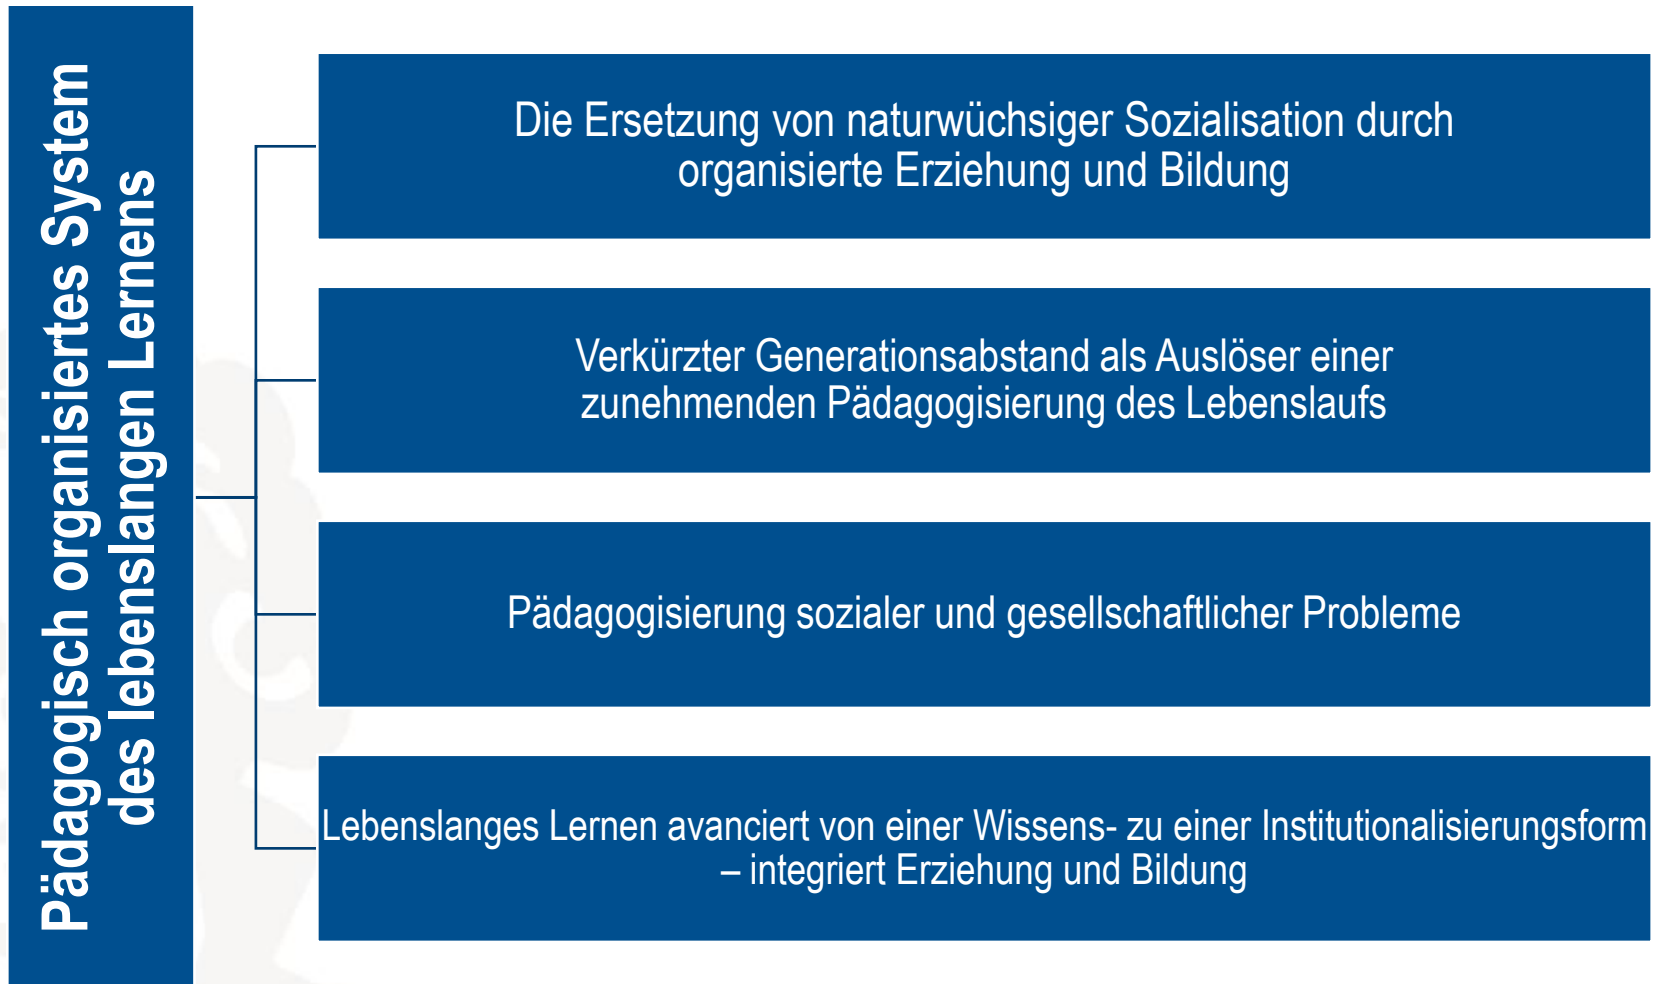 Pädagogisch organisiertes System
des lebenslangen Lernens
Die Ersetzung von naturwüchsiger Sozialisation durch
organisierte Erziehung und Bildung
Verkürzter Generationsabstand als Auslöser einer
zunehmenden Pädagogisierung des Lebenslaufs
Pädagogisierung sozialer und gesellschaftlicher Probleme
Lebenslanges Lernen avanciert von einer Wissens- zu einer Institutionalisierungsform
– integriert Erziehung und Bildung